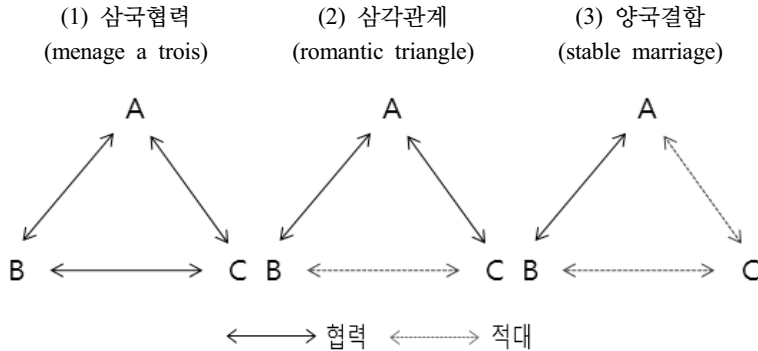 (1) 삼국협력 (2) 삼각관계 (3) 양국결합
(menage a trois) (romantic triangle) (stable marriage)
A A A
B C B C B C
협력 적대